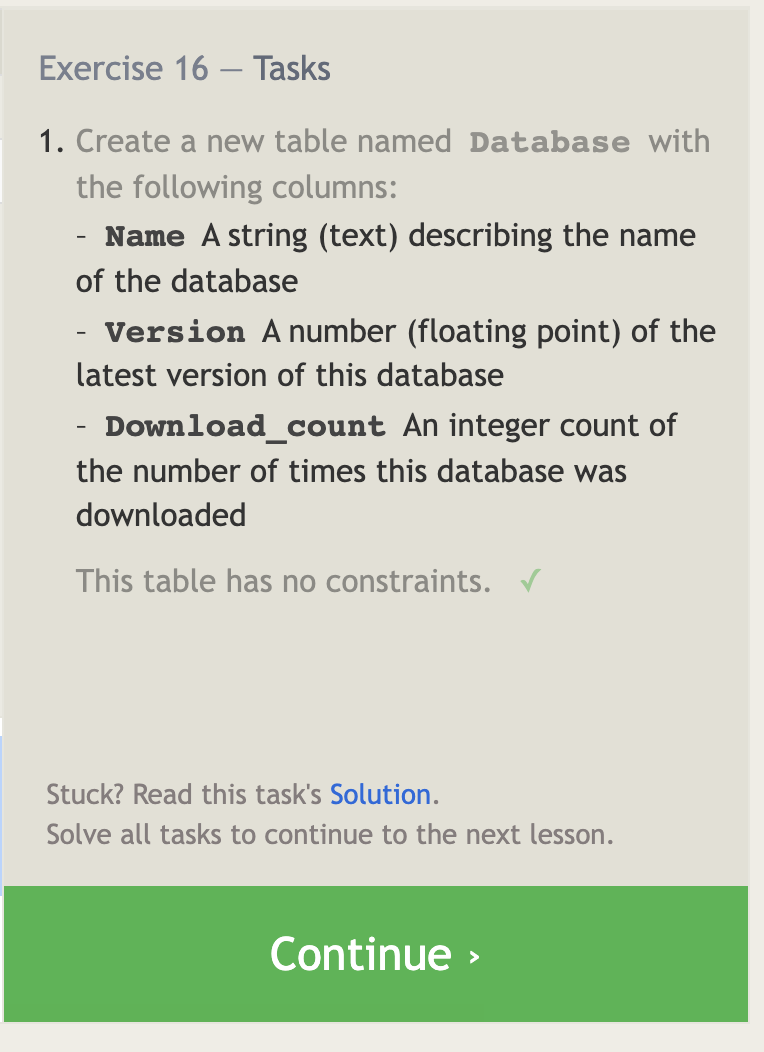 Exercise 16 — Tasks
1. Create a new table named Database with
the following columns:
– Name A string (text) describing the name
of the database
– Version A number (floating point) of the
latest version of this database
– Download_count An integer count of
the number of times this database was
downloaded
This table has no constraints. ✓
Stuck? Read this task's Solution.
Solve all tasks to continue to the next lesson.
Continue ›